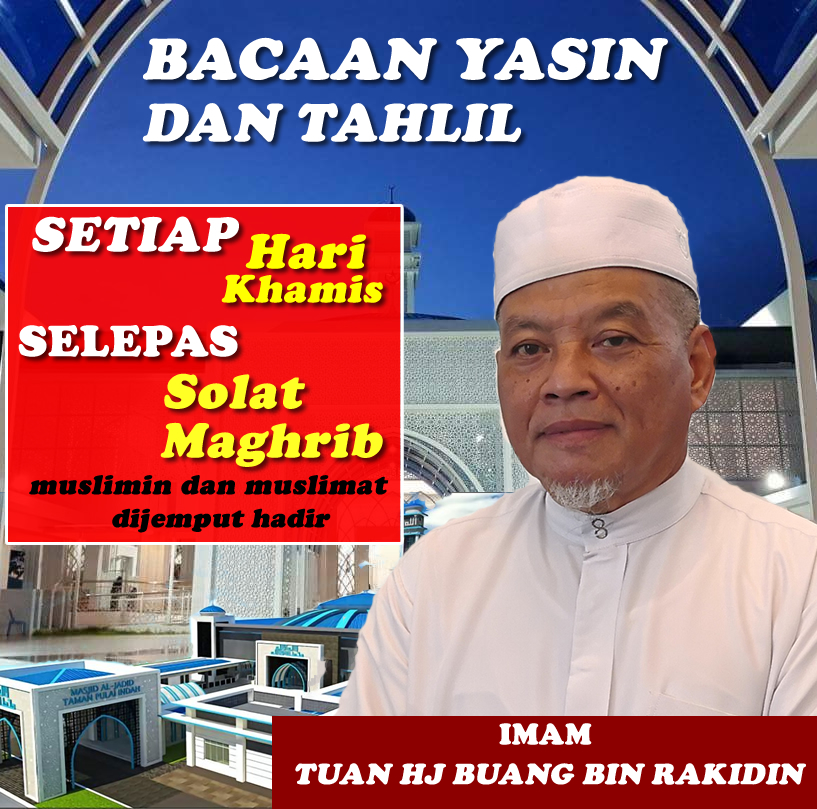 BACAAN YASIN
DAN TAHLIL
SETIAP
Hari
Khamis
SELEPAS
Solat
Maghrib
muslimin dan muslimat
dijemput hadir
MASJID AL-JADID
TAMAN PULAI INDAH
IMAM
TUAN HJ BUANG BIN RAKIDIN